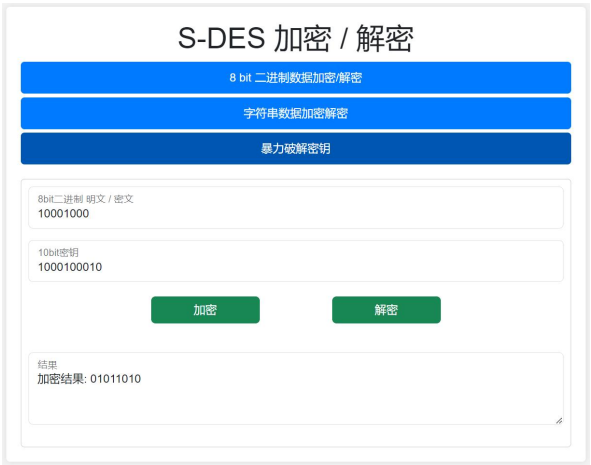 S-DES 加密 / 解密
8 bit 二进制数据加密/解密
字符串数据加密解密
暴力破解密钥
8bit二进制 明文 / 密文
10001000
10bit密钥
1000100010
加密
解密
结果
加密结果: 01011010